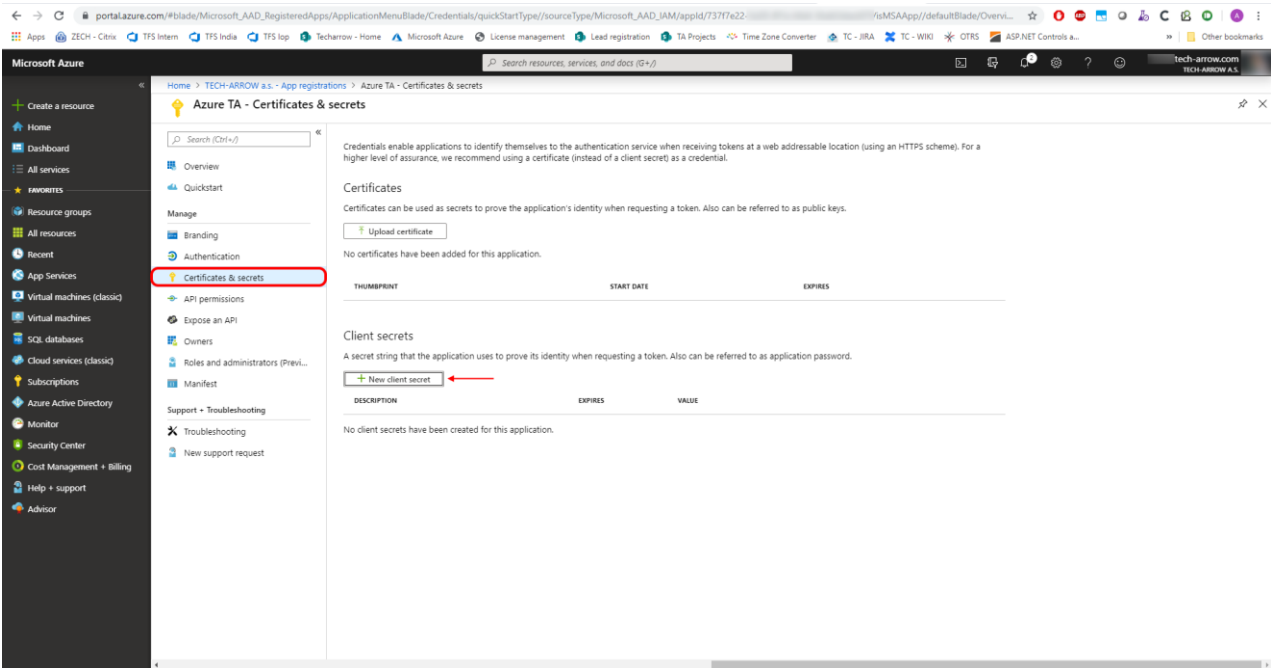 portal.azure.com/#blade/Microsoft_AAD_RegisteredApps/ApplicationMenuBlade/Credentials/quickStartType//sourceType/Microsoft_AAD_IAM/appId/737f7e22- /isMSAApp//defaultBlade/Overvi...
Apps ZECH - Citrix TFS Intern TFS India TFS Iop Techarrow - Home Microsoft Azure License management Lead registration TA Projects Time Zone Converter TC - JIRA TC - WIKI OTRS ASP.NET Controls a... » Other bookmarks
Microsoft Azure
Search resources, services, and docs (G+/)
2
tech-arrow.com
TECH-ARROW A.S.
«
Create a resource
Home
Dashboard
All services
FAVORITES
Resource groups
All resources
Recent
App Services
Virtual machines (classic)
Virtual machines
SQL databases
Cloud services (classic)
Subscriptions
Azure Active Directory
Monitor
Security Center
Cost Management + Billing
Help + support
Advisor
Home > TECH-ARROW a.s. - App registrations > Azure TA - Certificates & secrets
Azure TA - Certificates & secrets
Search (Ctrl+/)
«
Overview
Quickstart
Manage
Branding
Authentication
Certificates & secrets
API permissions
Expose an API
Owners
Roles and administrators (Previ...
Manifest
Support + Troubleshooting
Troubleshooting
New support request
Credentials enable applications to identify themselves to the authentication service when receiving tokens at a web addressable location (using an HTTPS scheme). For a
higher level of assurance, we recommend using a certificate (instead of a client secret) as a credential.
Certificates
Certificates can be used as secrets to prove the application's identity when requesting a token. Also can be referred to as public keys.
Upload certificate
No certificates have been added for this application.
THUMBPRINT START DATE EXPIRES
Client secrets
A secret string that the application uses to prove its identity when requesting a token. Also can be referred to as application password.
New client secret
DESCRIPTION EXPIRES VALUE
No client secrets have been created for this application.